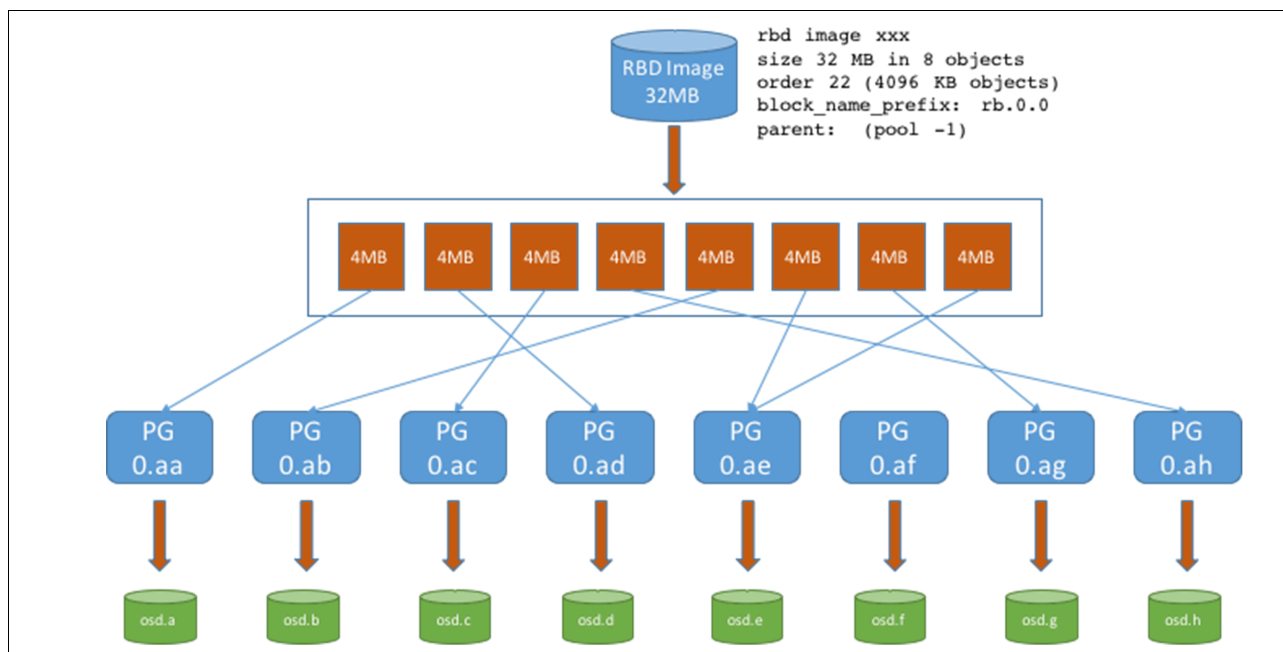 RBD Image
32MB
rbd image xxx
size 32 MB in 8 objects
order 22 (4096 KB objects)
block_name_prefix: rb.0.0
parent: (pool -1)
4MB
4MB
4MB
4MB
4MB
4MB
4MB
4MB
PG
0.aa
PG
0.ab
PG
0.ac
PG
0.ad
PG
0.ae
PG
0.af
PG
0.ag
PG
0.ah
osd.a
osd.b
osd.c
osd.d
osd.e
osd.f
osd.g
osd.h